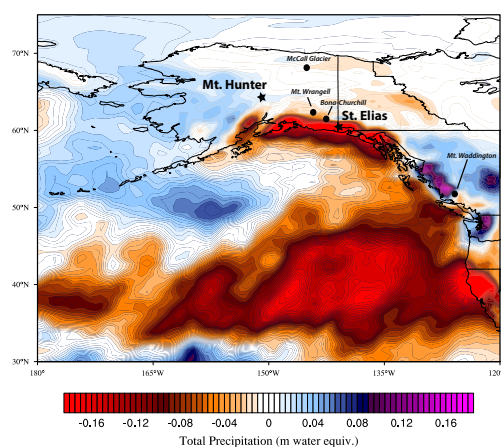 70°N
McCall Glacier
Mt. Hunter
Mt. Wrangell
Bona-Churchill
St. Elias
60°N
Mt. Waddington
50°N
40°N
30°N
180°
165°W
150°W
135°W
120°
-0.16
-0.12
-0.08
-0.04
0
0.04
0.08
0.12
0.16
Total Precipitation (m water equiv.)